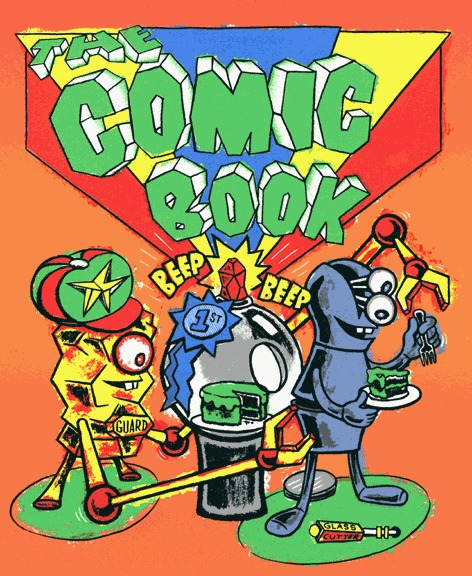 THE
COMIC
BOOK
BEEP
BEEP
1ST
GUARD
GLASS
CUTTER